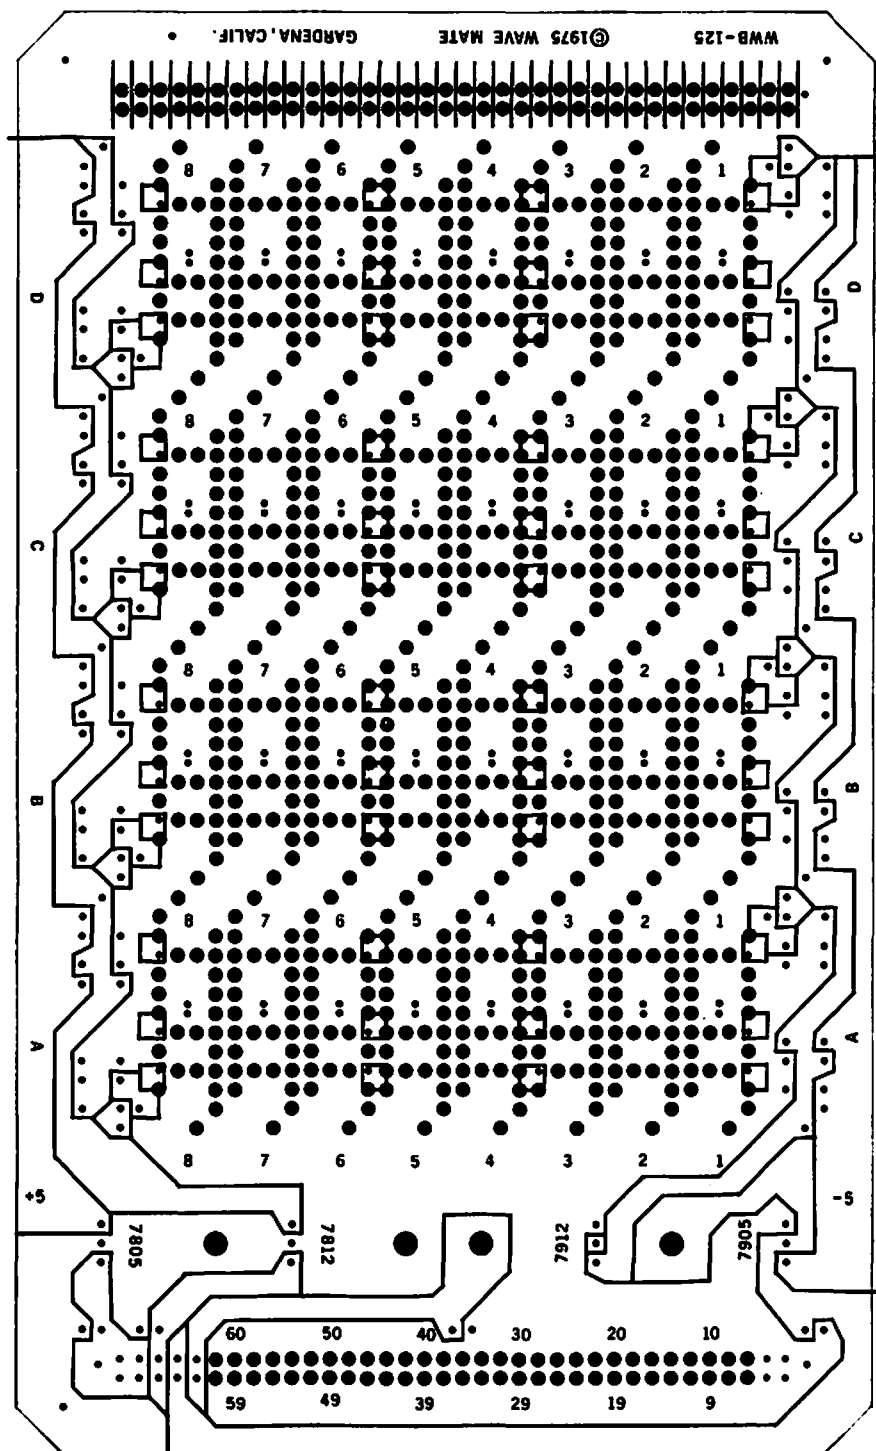 WWB-125 ©1975 WAVE MATE GARDENA, CALIF.
8 7 6 5 4 3 2 1
D D
8 7 6 5 4 3 2 1
C C
8 7 6 5 4 3 2 1
B B
8 7 6 5 4 3 2 1
A A
8 7 6 5 4 3 2 1
+5 -5
7805 7812 7912 7905
60 50 40 30 20 10
59 49 39 29 19 9